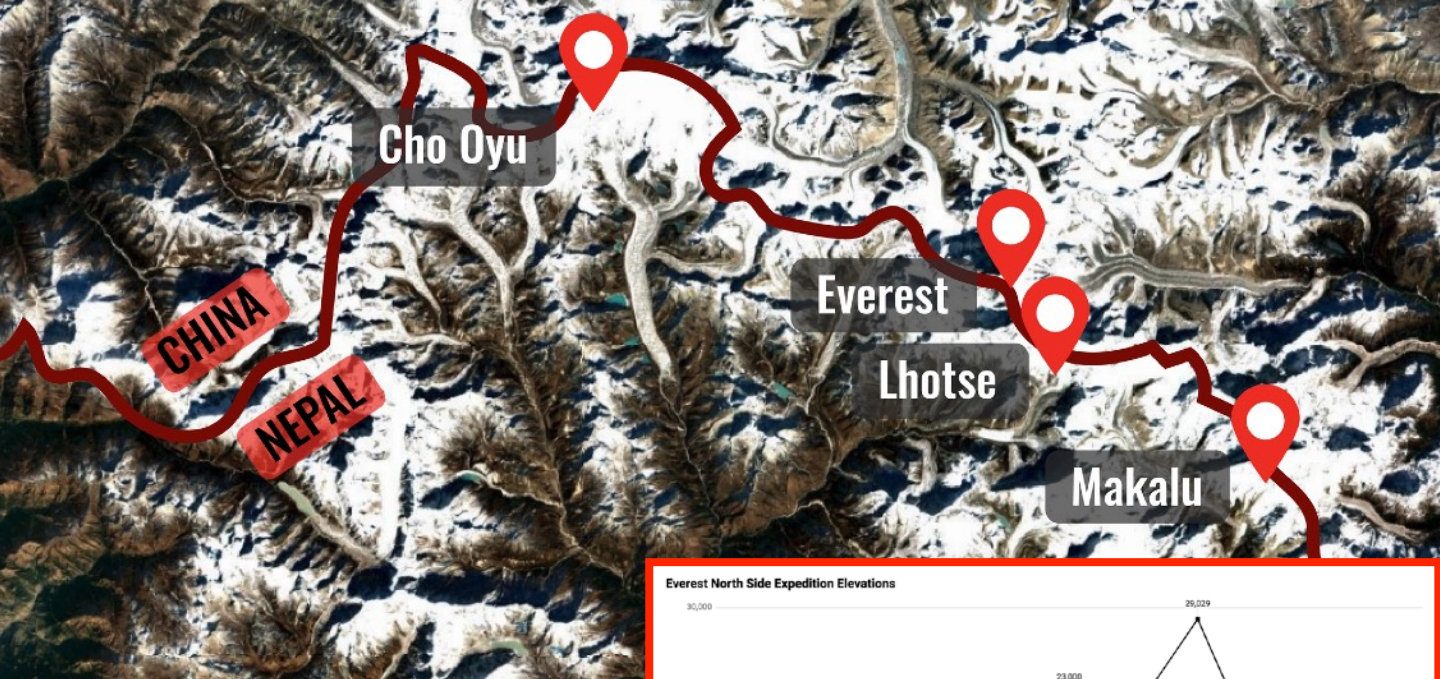 Cho Oyu
Everest
CHINA
Lhotse
NEPAL
Makalu
Everest North Side Expedition Elevations
30,000
29,029
23,000